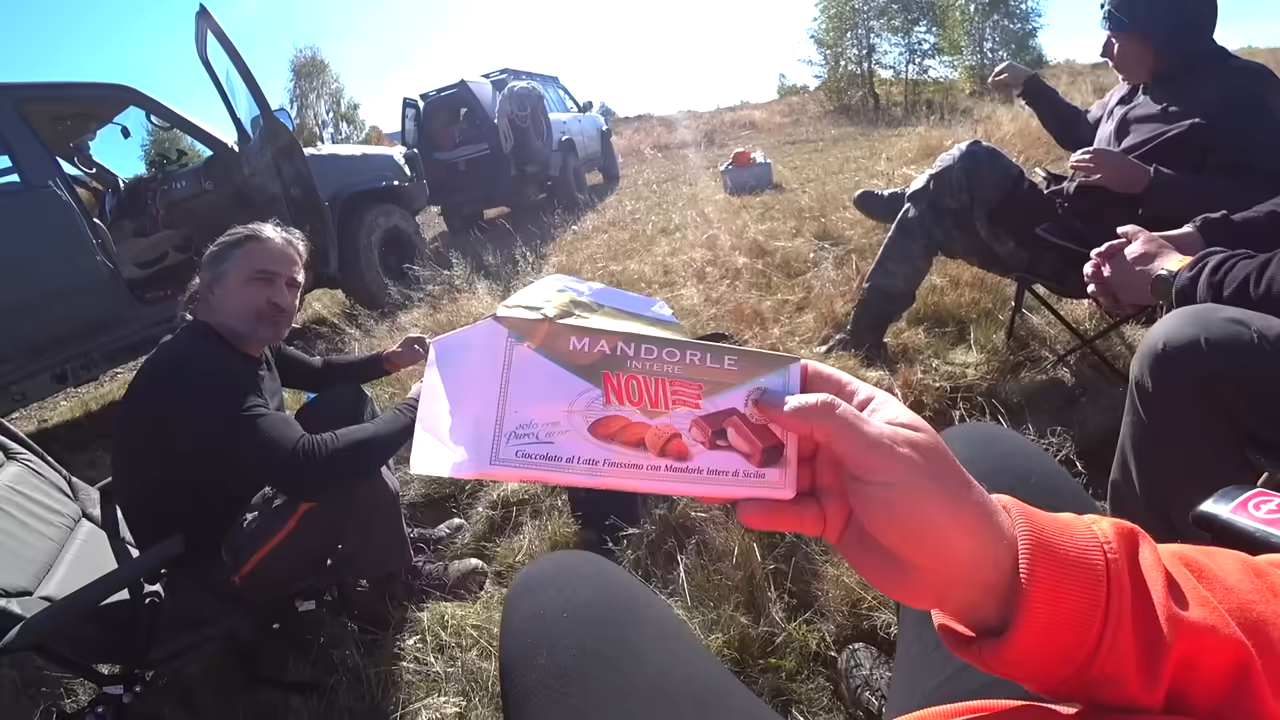 MANDORLE
INTERE
NOVI
solo con
Puro Cacao
Cioccolato al Latte Finissimo con Mandorle Intere di Sicilia